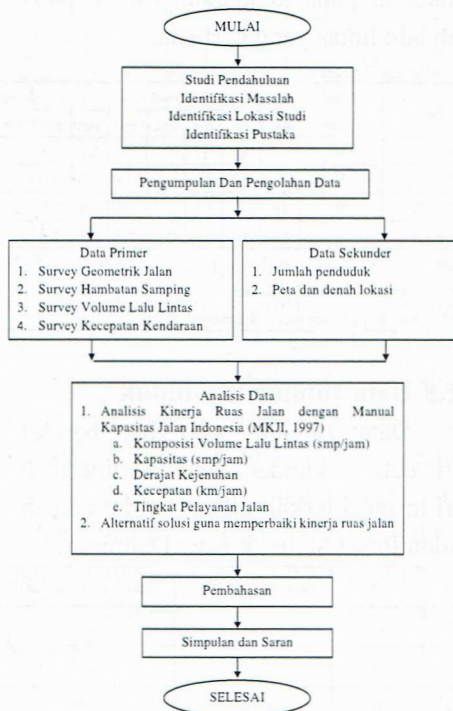 MULAI
Studi Pendahuluan
Identifikasi Masalah
Identifikasi Lokasi Studi
Identifikasi Pustaka
Pengumpulan Dan Pengolahan Data
Data Primer
1. Survey Geometrik Jalan
2. Survey Hambatan Samping
3. Survey Volume Lalu Lintas
4. Survey Kecepatan Kendaraan
Data Sekunder
1. Jumlah penduduk
2. Peta dan denah lokasi
Analisis Data
1. Analisis Kinerja Ruas Jalan dengan Manual
Kapasitas Jalan Indonesia (MKJI, 1997)
a. Komposisi Volume Lalu Lintas (smp/jam)
b. Kapasitas (smp/jam)
c. Derajat Kejenuhan
d. Kecepatan (km/jam)
e. Tingkat Pelayanan Jalan
2. Alternatif solusi guna memperbaiki kinerja ruas jalan
Pembahasan
Simpulan dan Saran
SELESAI